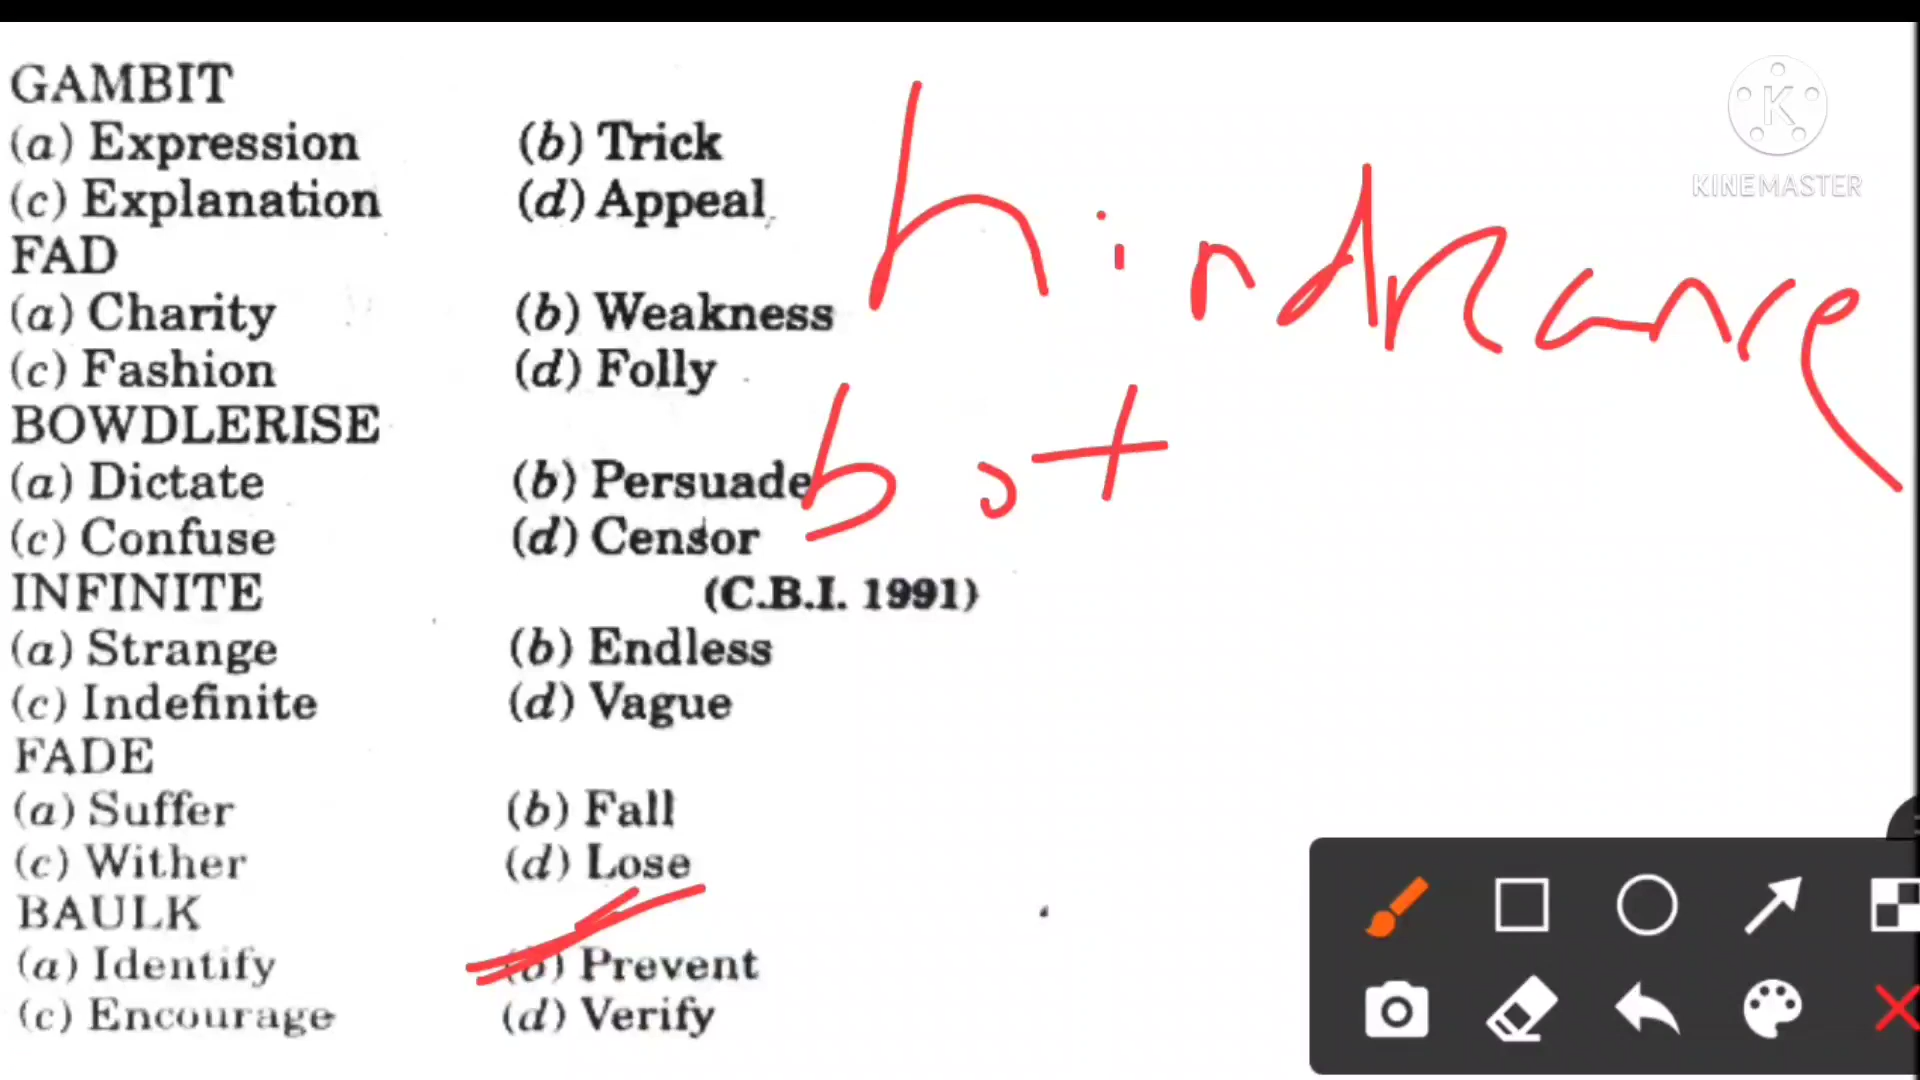 GAMBIT
(a) Expression (b) Trick
(c) Explanation (d) Appeal
FAD
(a) Charity (b) Weakness
(c) Fashion (d) Folly
BOWDLERISE
(a) Dictate (b) Persuade
(c) Confuse (d) Censor
INFINITE (C.B.I. 1991)
(a) Strange (b) Endless
(c) Indefinite (d) Vague
FADE
(a) Suffer (b) Fall
(c) Wither (d) Lose
BAULK
(a) Identify (b) Prevent
(c) Encourage (d) Verify
hindrance
bot
K
KINEMASTER